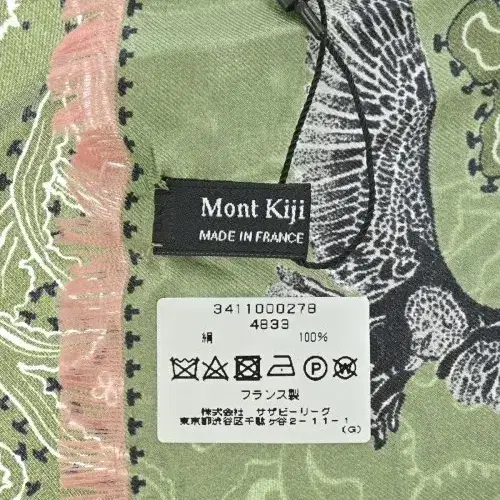 Mont Kiji
MADE IN FRANCE
3411000278
4833
絹 100%
フランス製
株式会社 サザビーリーグ
東京都渋谷区千駄ヶ谷2-11-1
(G)